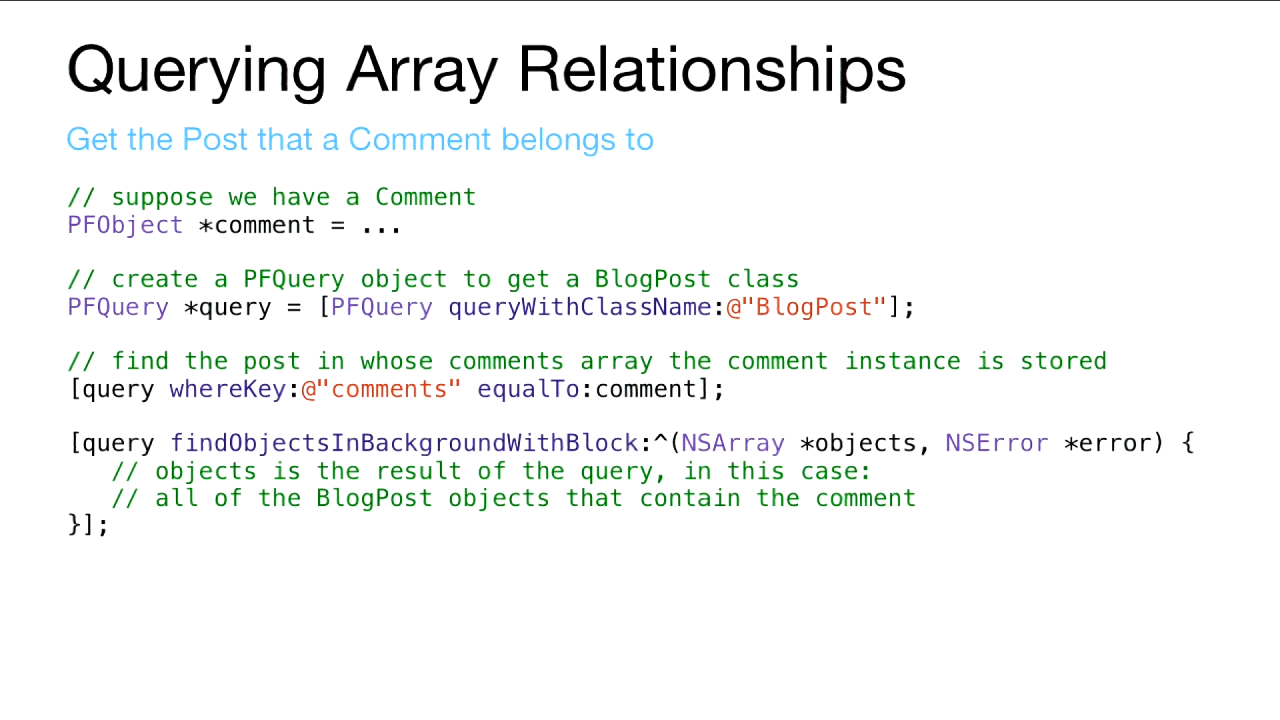 Querying Array Relationships
Get the Post that a Comment belongs to
// suppose we have a Comment
PFObject *comment = ...
// create a PFQuery object to get a BlogPost class
PFQuery *query = [PFQuery queryWithClassName:@"BlogPost"];
// find the post in whose comments array the comment instance is stored
[query whereKey:@"comments" equalTo:comment];
[query findObjectsInBackgroundWithBlock:^(NSArray *objects, NSError *error) {
   // objects is the result of the query, in this case:
   // all of the BlogPost objects that contain the comment
}];